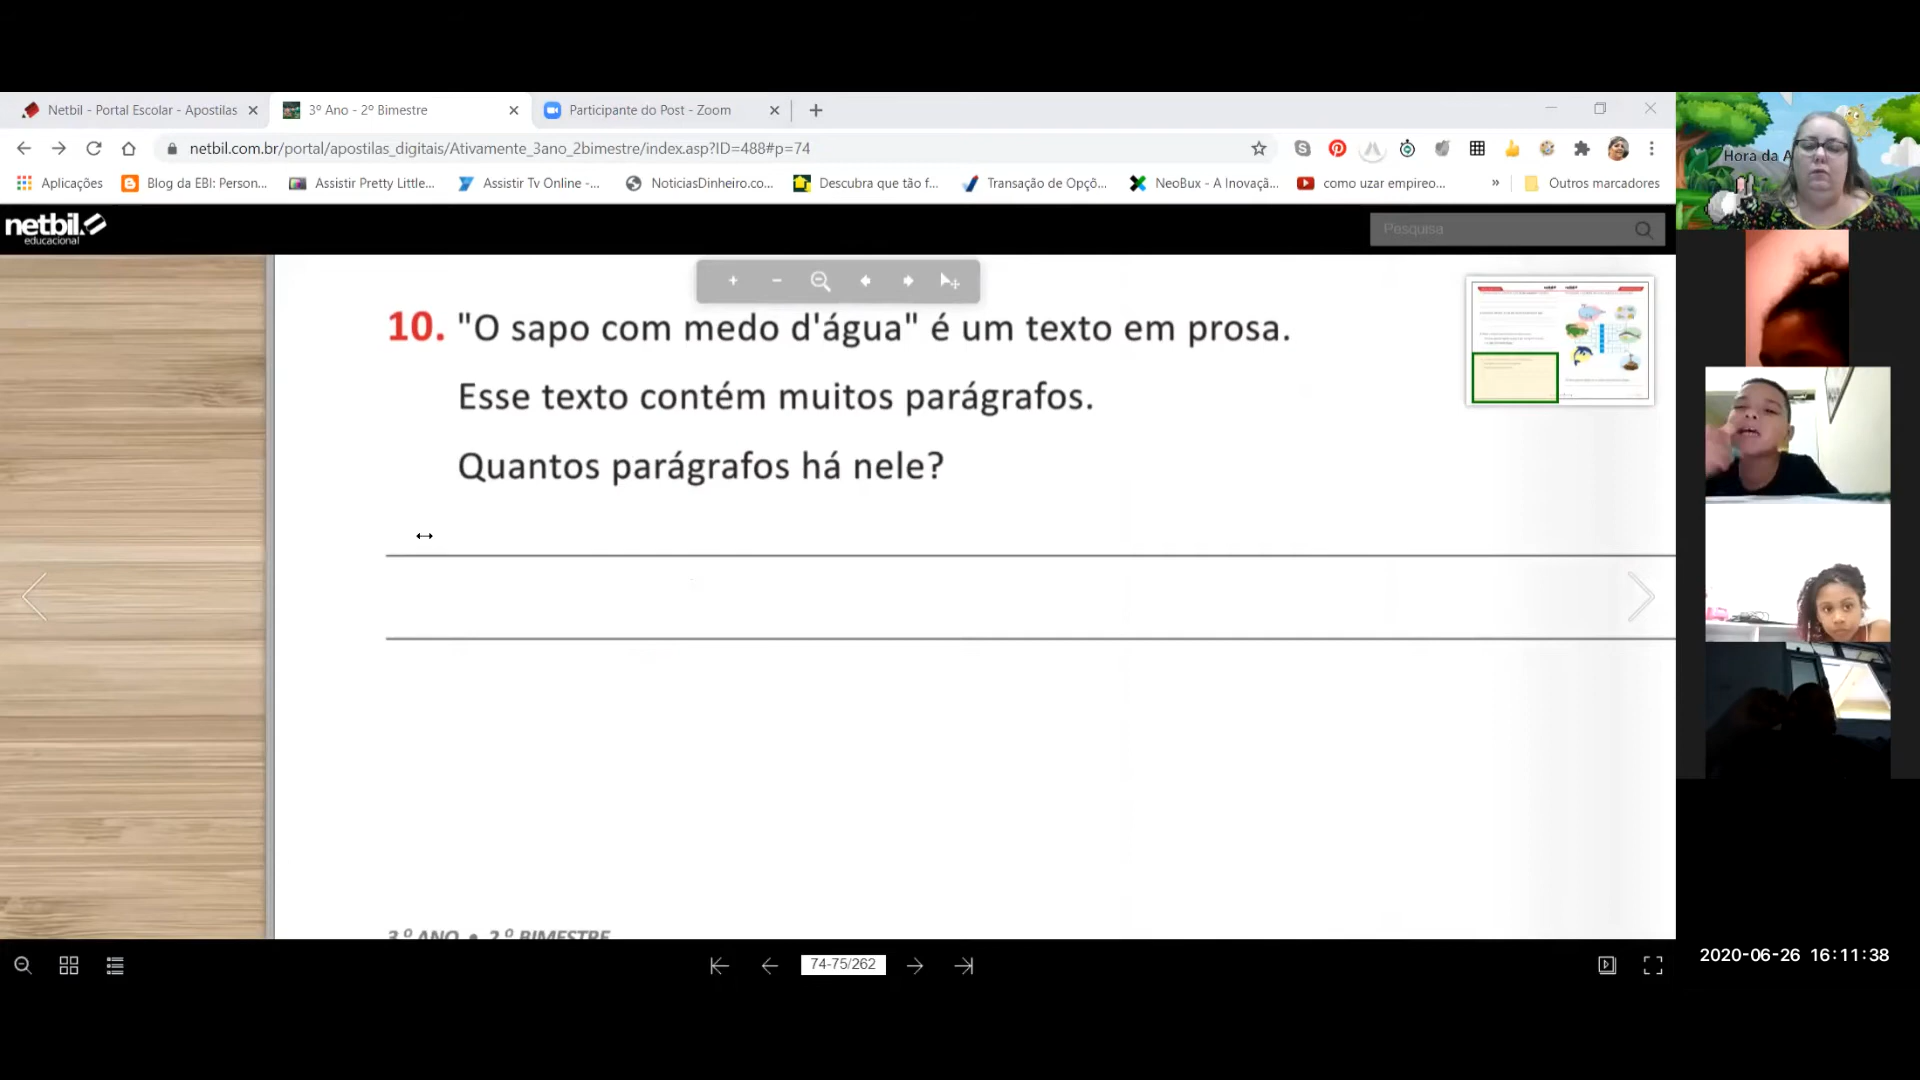 Netbil - Portal Escolar - Apostilas
3º Ano - 2º Bimestre
Participante do Post - Zoom
netbil.com.br/portal/apostilas_digitais/Ativamente_3ano_2bimestre/index.asp?ID=488#p=74
Aplicações
Blog da EBI: Person...
Assistir Pretty Little...
Assistir Tv Online -...
NoticiasDinheiro.co...
Descubra que tão f...
Transação de Opçõ...
NeoBux - A Inovaçã...
como uzar empireo...
»
Outros marcadores
Hora da A
netbil
educacional
Pesquisa
10. "O sapo com medo d'água" é um texto em prosa.
Esse texto contém muitos parágrafos.
Quantos parágrafos há nele?
3º ANO • 2º BIMESTRE
74-75/262
2020-06-26 16:11:38